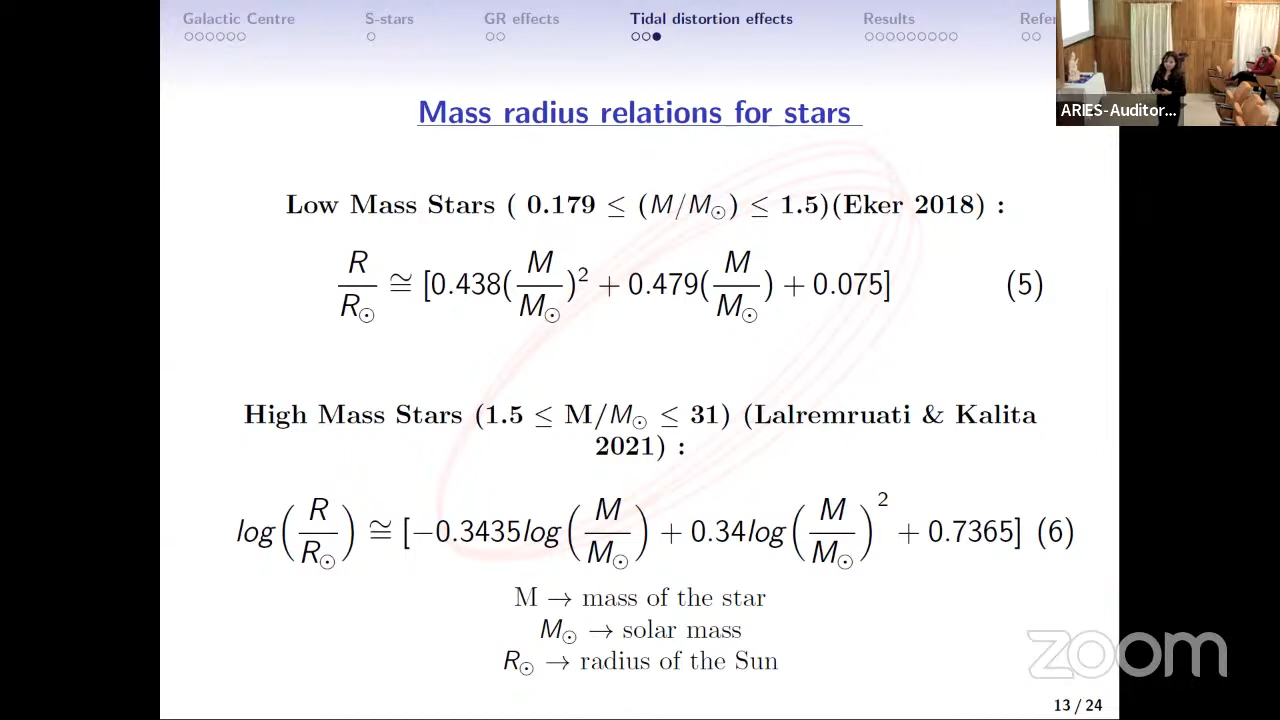 Galactic Centre S-stars GR effects Tidal distortion effects Results Refer
ARIES-Auditor...
Mass radius relations for stars
Low Mass Stars ( 0.179 ≤ (M/M☉) ≤ 1.5)(Eker 2018) :
R/R☉ ≅ [0.438(M/M☉)² + 0.479(M/M☉) + 0.075] (5)
High Mass Stars (1.5 ≤ M/M☉ ≤ 31) (Lalremruati & Kalita
2021) :
log(R/R☉) ≅ [−0.3435log(M/M☉) + 0.34log(M/M☉)² + 0.7365] (6)
M → mass of the star
M☉ → solar mass
R☉ → radius of the Sun
zoom
13 / 24